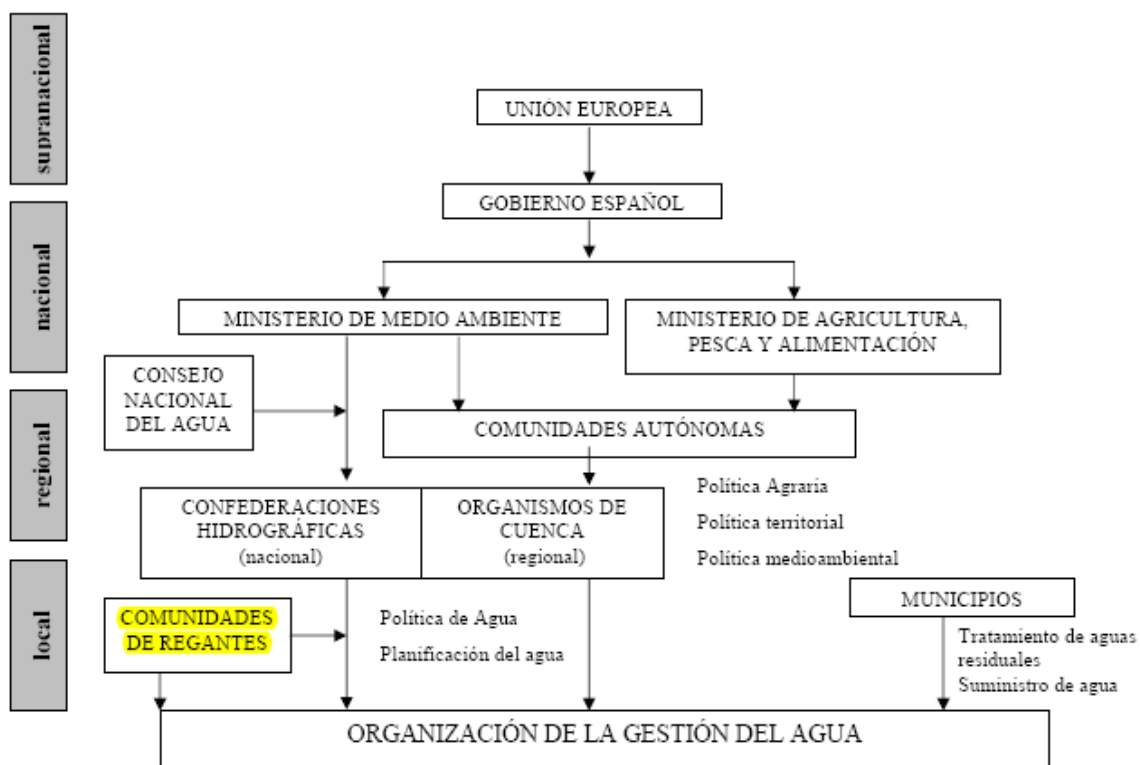 supranacional
UNIÓN EUROPEA
GOBIERNO ESPAÑOL
nacional
MINISTERIO DE MEDIO AMBIENTE
MINISTERIO DE AGRICULTURA,
PESCA Y ALIMENTACIÓN
CONSEJO
NACIONAL
DEL AGUA
regional
COMUNIDADES AUTÓNOMAS
CONFEDERACIONES
HIDROGRÁFICAS
(nacional)
ORGANISMOS DE
CUENCA
(regional)
Política Agraria
Política territorial
Política medioambiental
local
COMUNIDADES
DE REGANTES
Política de Agua
Planificación del agua
MUNICIPIOS
Tratamiento de aguas
residuales
Suministro de agua
ORGANIZACIÓN DE LA GESTIÓN DEL AGUA